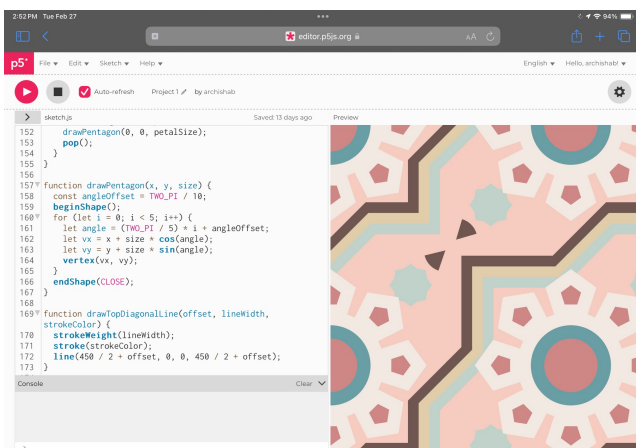 2:52 PM Tue Feb 27
94%
editor.p5js.org
AA
p5* File Edit Sketch Help English Hello, archishab!
Auto-refresh Project 1 by archishab
sketch.js Saved: 13 days ago Preview
152 drawPentagon(0, 0, petalSize);
153 pop();
154 }
155 }
156
157 function drawPentagon(x, y, size) {
158 const angleOffset = TWO_PI / 10;
159 beginShape();
160 for (let i = 0; i < 5; i++) {
161 let angle = (TWO_PI / 5) * i + angleOffset;
162 let vx = x + size * cos(angle);
163 let vy = y + size * sin(angle);
164 vertex(vx, vy);
165 }
166 endShape(CLOSE);
167 }
168
169 function drawTopDiagonalLine(offset, lineWidth,
strokeColor) {
170 strokeWeight(lineWidth);
171 stroke(strokeColor);
172 line(450 / 2 + offset, 0, 0, 450 / 2 + offset);
173 }
Console Clear